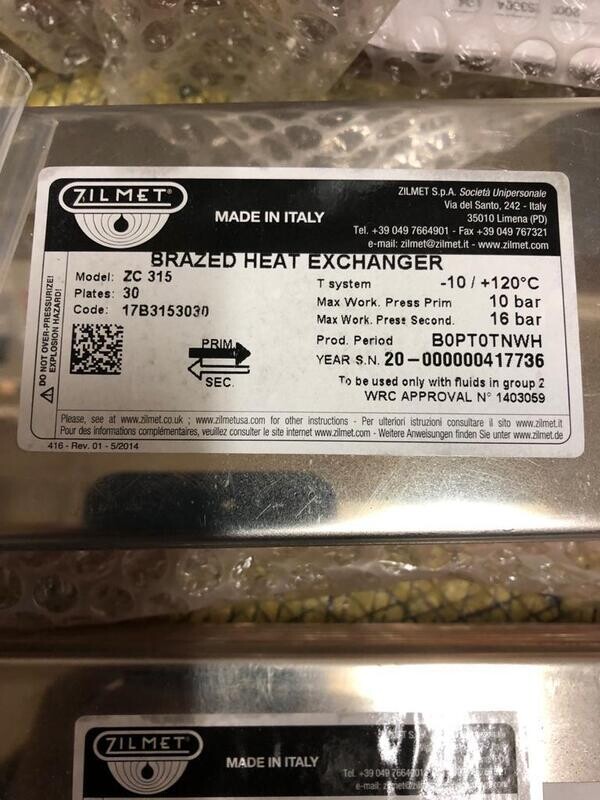 ZILMET®
MADE IN ITALY
ZILMET S.p.A. Società Unipersonale
Via del Santo, 242 - Italy
35010 Limena (PD)
Tel. +39 049 7664901 - Fax +39 049 767321
e-mail: zilmet@zilmet.it - www.zilmet.com
BRAZED HEAT EXCHANGER
Model: ZC 315
Plates: 30
Code: 17B3153030
T system -10 / +120°C
Max Work. Press Prim 10 bar
Max Work. Press Second. 16 bar
Prod. Period B0PT0TNWH
YEAR S.N. 20-000000417736
PRIM.
SEC.
To be used only with fluids in group 2
WRC APPROVAL N° 1403059
DO NOT OVER-PRESSURIZE!
EXPLOSION HAZARD!
Please, see at www.zilmet.co.uk ; www.zilmetusa.com for other instructions - Per ulteriori istruzioni consultare il sito www.zilmet.it
Pour des informations complémentaires, veuillez consulter le site internet www.zilmet.com - Weitere Anweisungen finden Sie unter www.zilmet.de
416 - Rev. 01 - 5/2014
ZILMET®
MADE IN ITALY
Tel. +39 049
e-mail: